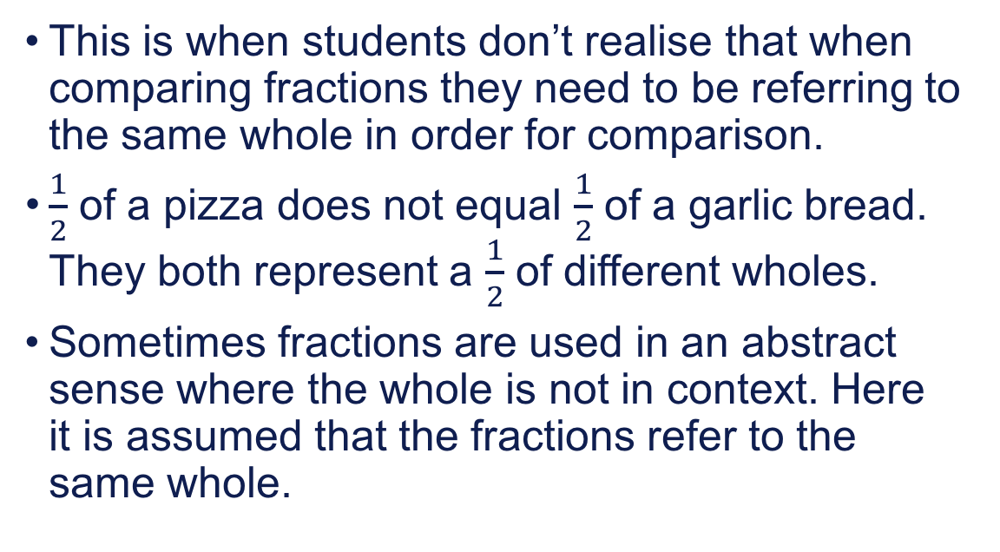 • This is when students don’t realise that when
comparing fractions they need to be referring to
the same whole in order for comparison.
• 1/2 of a pizza does not equal 1/2 of a garlic bread.
They both represent a 1/2 of different wholes.
• Sometimes fractions are used in an abstract
sense where the whole is not in context. Here
it is assumed that the fractions refer to the
same whole.